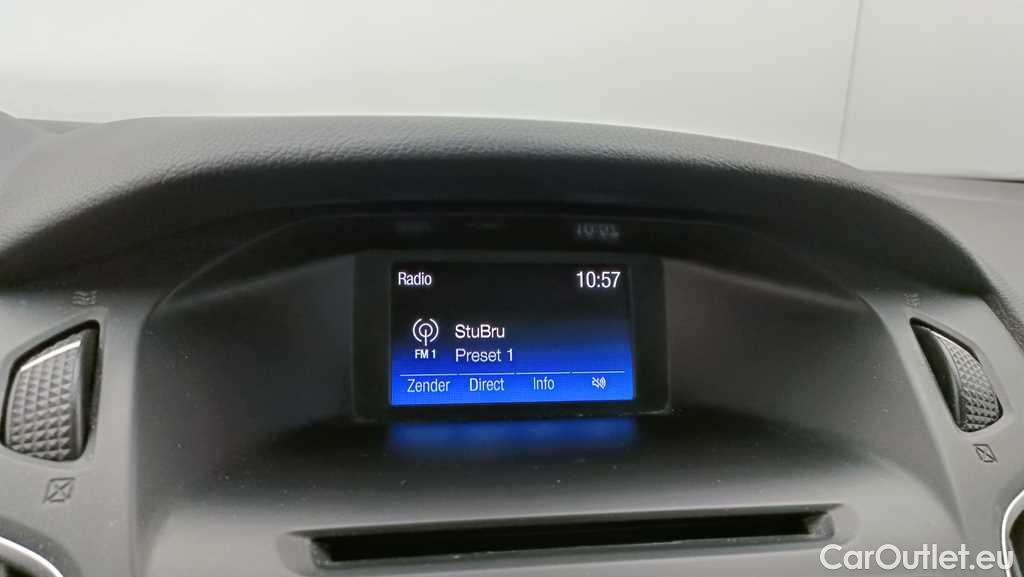 Radio 10:57
StuBru
FM 1 Preset 1
Zender Direct Info
CarOutlet.eu